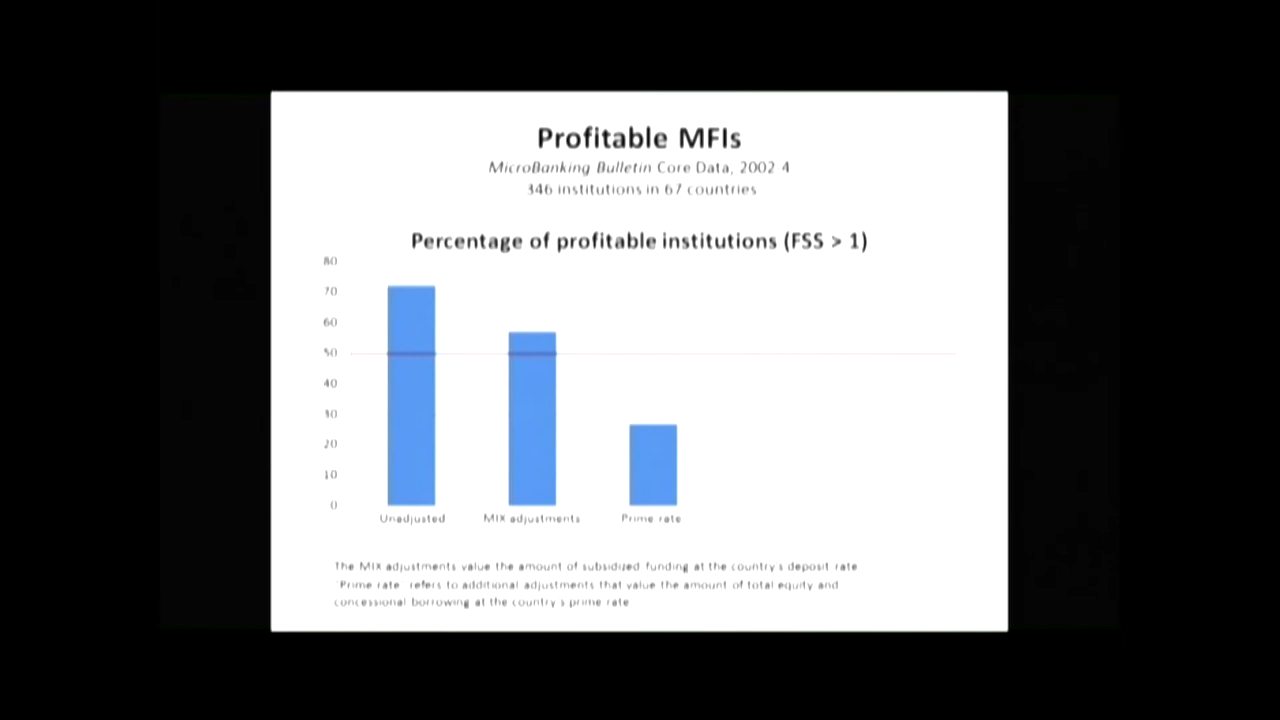 Profitable MFIs
MicroBanking Bulletin Core Data, 2002 4
346 institutions in 67 countries
Percentage of profitable institutions (FSS > 1)
80
70
60
50
40
30
20
10
0
Unadjusted MIX adjustments Prime rate
The MIX adjustments value the amount of subsidized funding at the country's deposit rate
"Prime rate" refers to additional adjustments that value the amount of total equity and
concessional borrowing at the country's prime rate